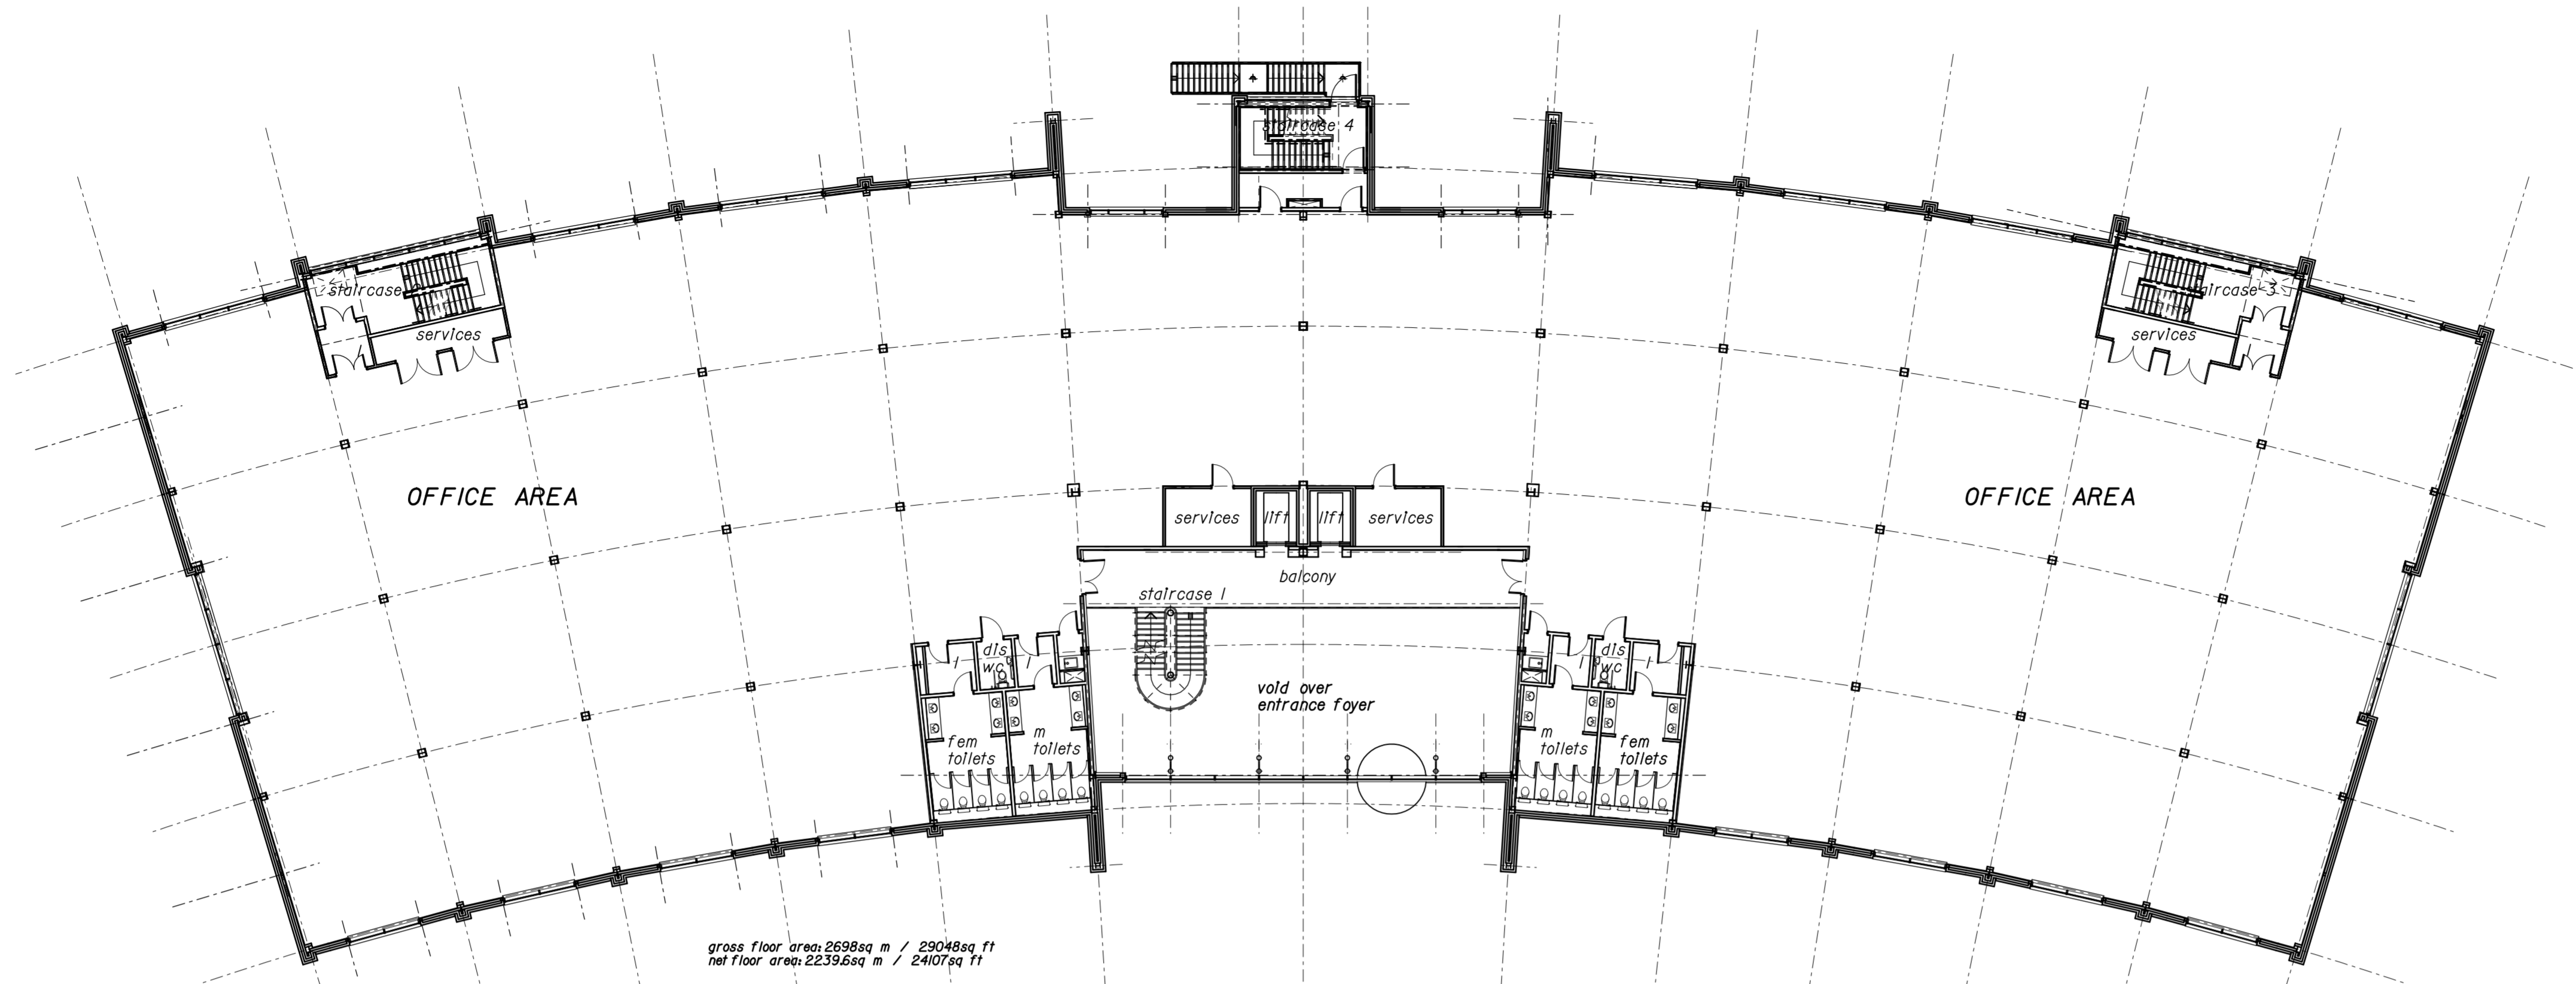 staircase 4
staircase
staircase 3
services
services
OFFICE AREA
OFFICE AREA
services
lift
lift
services
balcony
staircase 1
dis
wc
l
l
dis
wc
l
l
void over
entrance foyer
fem
toilets
m
toilets
m
toilets
fem
toilets
gross floor area: 2698sq m / 29048sq ft
net floor area: 2239.6sq m / 24107sq ft